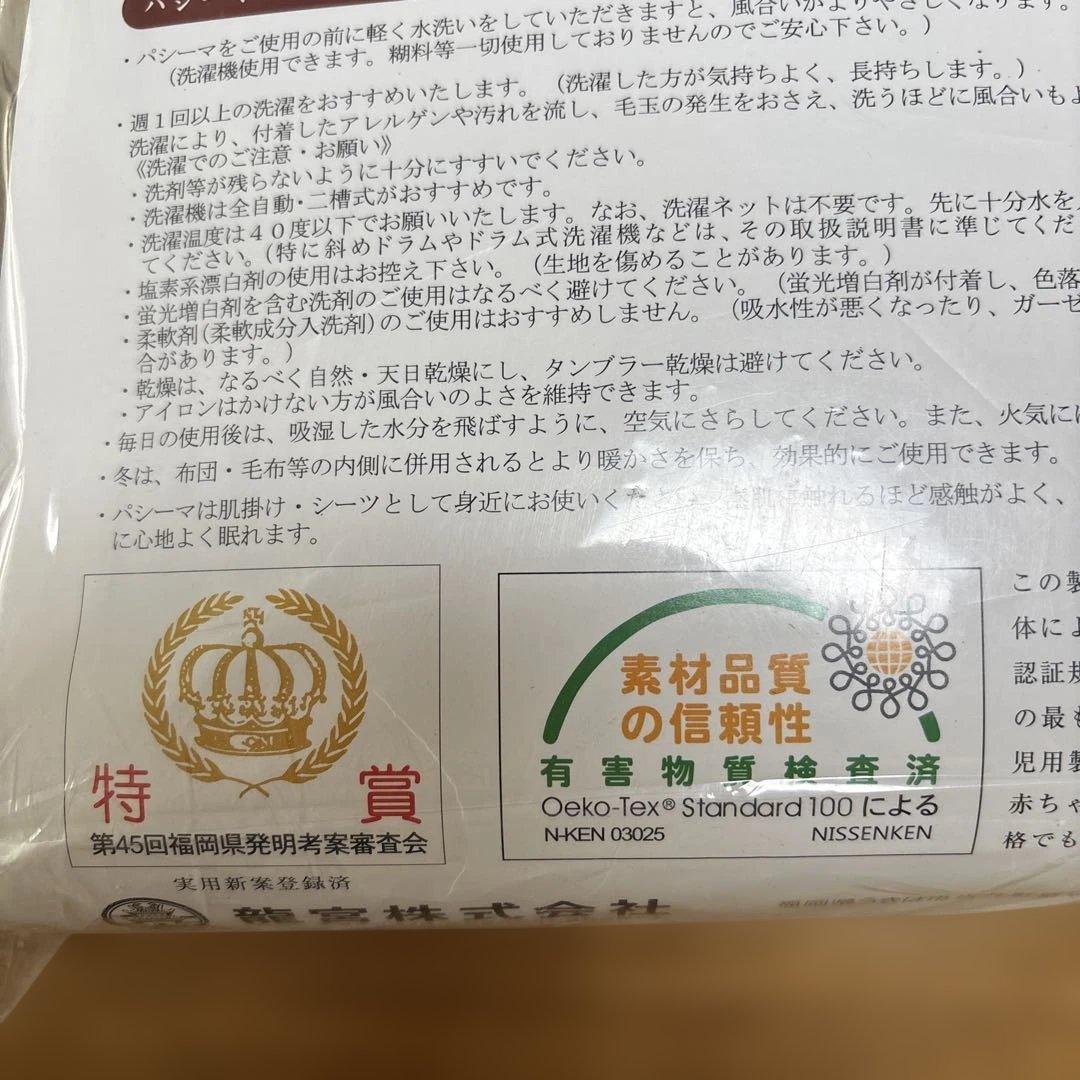 ・パシーマをご使用の前に軽く水洗いをしていただきますと、風合いがよりやさしくなります。
（洗濯機使用できます。糊料等一切使用しておりませんのでご安心下さい。）
・週１回以上の洗濯をおすすめいたします。（洗濯した方が気持ちよく、長持ちします。）
洗濯により、付着したアレルゲンや汚れを流し、毛玉の発生をおさえ、洗うほどに風合いも
《洗濯でのご注意・お願い》
・洗剤等が残らないように十分にすすいでください。
・洗濯機は全自動・二槽式がおすすめです。
・洗濯温度は４０度以下でお願いいたします。なお、洗濯ネットは不要です。先に十分水を
てください。（特に斜めドラムやドラム式洗濯機などは、その取扱説明書に準じてくだ
・塩素系漂白剤の使用はお控え下さい。（生地を傷めることがあります。）
・蛍光増白剤を含む洗剤のご使用はなるべく避けてください。（蛍光増白剤が付着し、色落
・柔軟剤（柔軟成分入洗剤）のご使用はおすすめしません。（吸水性が悪くなったり、ガーゼ
合があります。）
・乾燥は、なるべく自然・天日乾燥にし、タンブラー乾燥は避けてください。
・アイロンはかけない方が風合いのよさを維持できます。
・毎日の使用後は、吸湿した水分を飛ばすように、空気にさらしてください。また、火気に
・冬は、布団・毛布等の内側に併用されるとより暖かさを保ち、効果的にご使用できます。
・パシーマは肌掛け・シーツとして身近にお使いくだ 触れるほど感触がよく、
に心地よく眠れます。
特賞
第45回福岡県発明考案審査会
実用新案登録済
龍宮株式会社
素材品質
の信頼性
有害物質検査済
Oeko-Tex® Standard 100 による
N-KEN 03025 NISSENKEN
この製
体によ
認証規
の最も
児用製
赤ちゃ
格でも